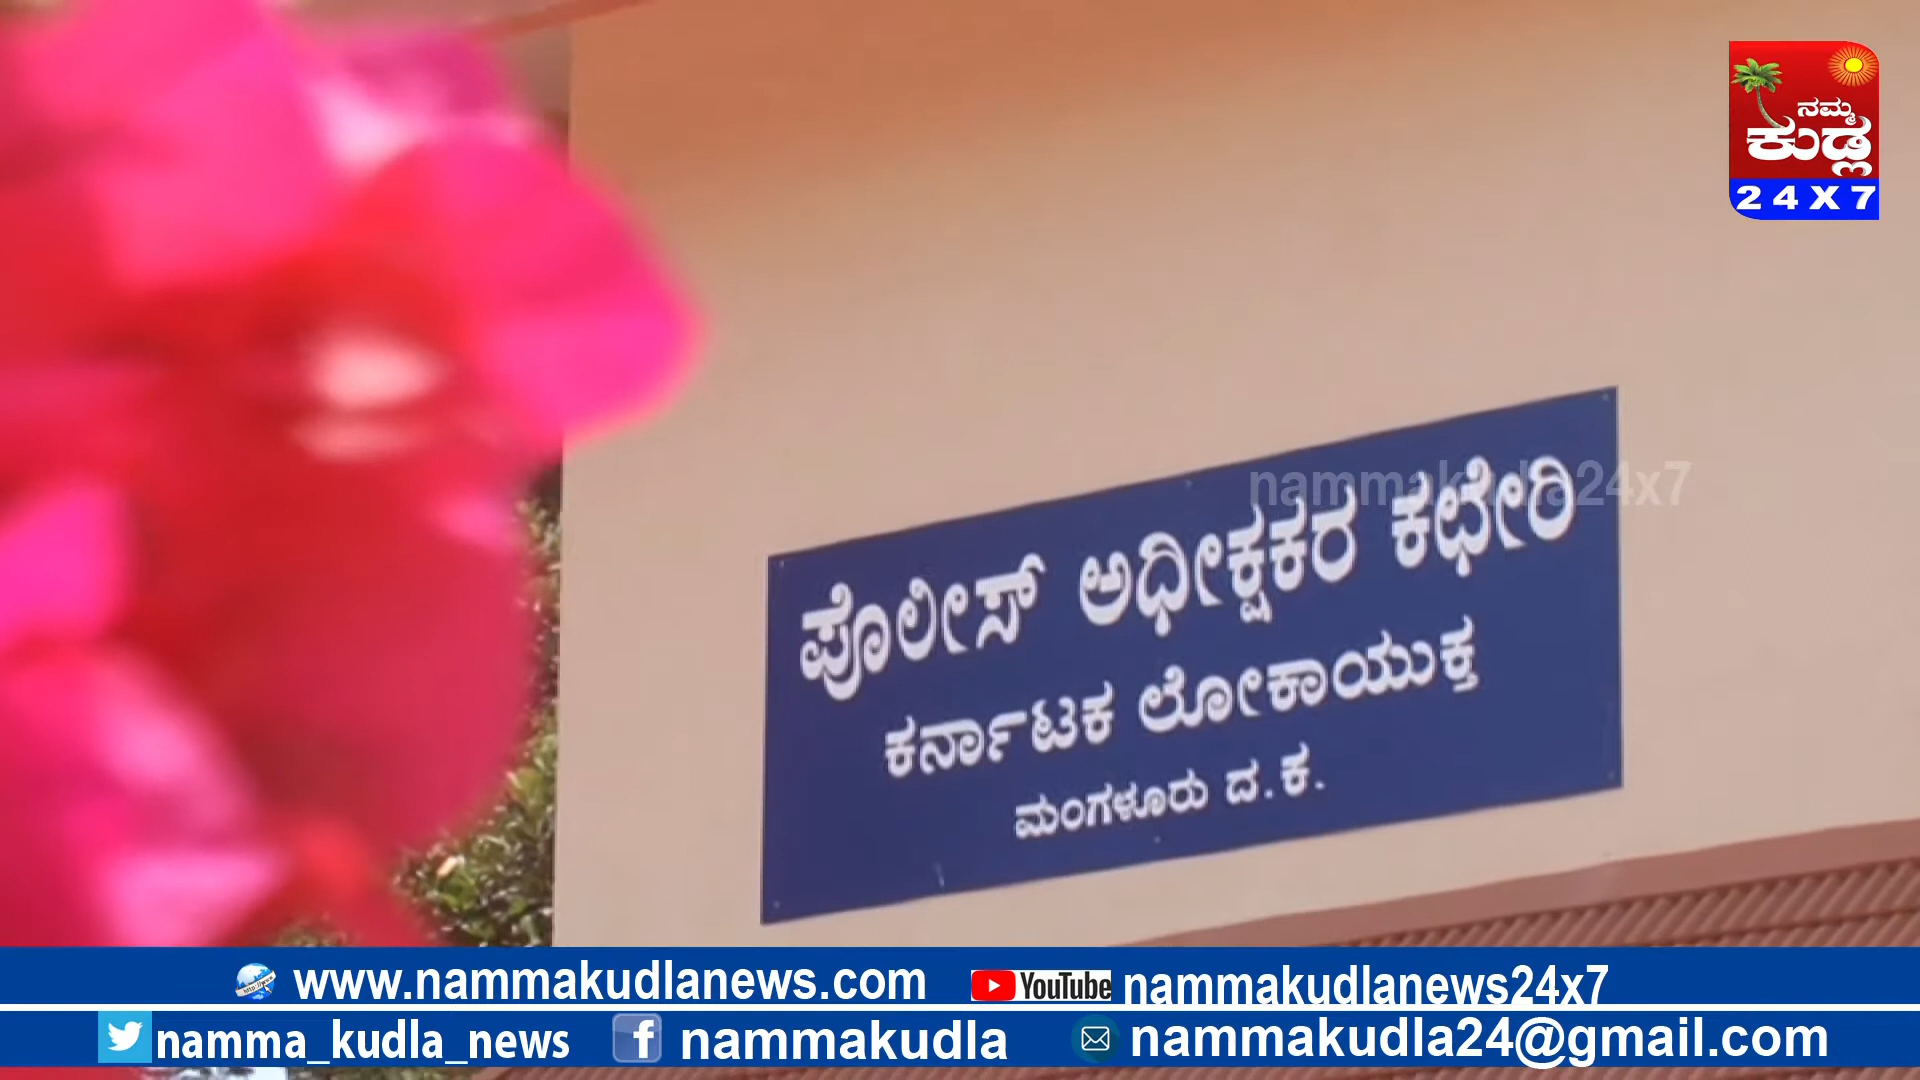 ನಮ್ಮ
ಕುಡ್ಲ
24X7
nammakudla24x7
ಪೊಲೀಸ್ ಅಧೀಕ್ಷಕರ ಕಛೇರಿ
ಕರ್ನಾಟಕ ಲೋಕಾಯುಕ್ತ
ಮಂಗಳೂರು ದ.ಕ.
www.nammakudlanews.com YouTube nammakudlanews24x7
namma_kudla_news f nammakudla nammakudla24@gmail.com